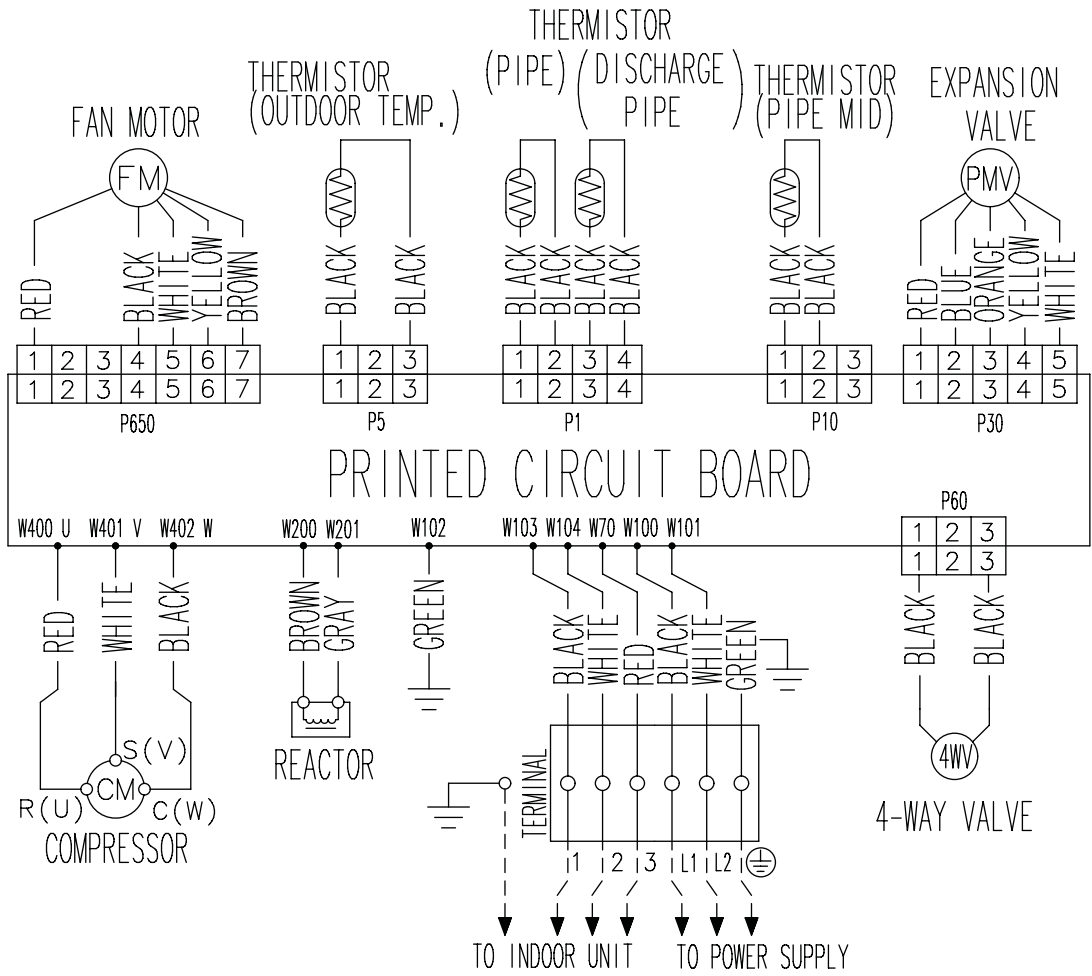 THERMISTOR
(PIPE) (DISCHARGE PIPE)
THERMISTOR
(OUTDOOR TEMP.)
THERMISTOR
(PIPE MID)
EXPANSION
VALVE
FAN MOTOR
FM
PMV
RED BLACK WHITE YELLOW BROWN
BLACK BLACK
BLACK BLACK BLACK BLACK
BLACK BLACK
RED BLUE ORANGE YELLOW WHITE
1 2 3 4 5 6 7
1 2 3 4 5 6 7
P650
1 2 3
1 2 3
P5
1 2 3 4
1 2 3 4
P1
1 2 3
1 2 3
P10
1 2 3 4 5
1 2 3 4 5
P30
PRINTED CIRCUIT BOARD
W400 U W401 V W402 W W200 W201 W102 W103 W104 W70 W100 W101
P60
1 2 3
1 2 3
RED WHITE BLACK
BROWN GRAY
GREEN
BLACK WHITE RED BLACK WHITE GREEN
BLACK BLACK
S(V)
CM
R(U) C(W)
COMPRESSOR
REACTOR
TERMINAL
4WV
4-WAY VALVE
1 2 3 L1 L2
TO INDOOR UNIT TO POWER SUPPLY